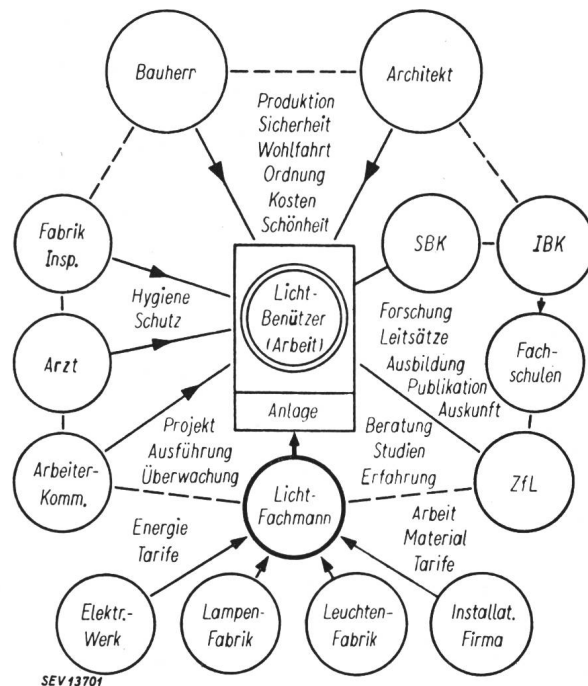 Bauherr
Architekt
Produktion
Sicherheit
Wohlfahrt
Ordnung
Kosten
Schönheit
Fabrik
Insp.
SBK
IBK
Hygiene
Schutz
Licht-
Benützer
(Arbeit)
Forschung
Leitsätze
Ausbildung
Publikation
Auskunft
Arzt
Fach-
schulen
Anlage
Projekt
Ausführung
Überwachung
Beratung
Studien
Erfahrung
Arbeiter-
Komm.
Licht-
Fachmann
ZfL
Energie
Tarife
Arbeit
Material
Tarife
Elektr.-
Werk
Lampen-
Fabrik
Leuchten-
Fabrik
Installat.
Firma
SEV 13701